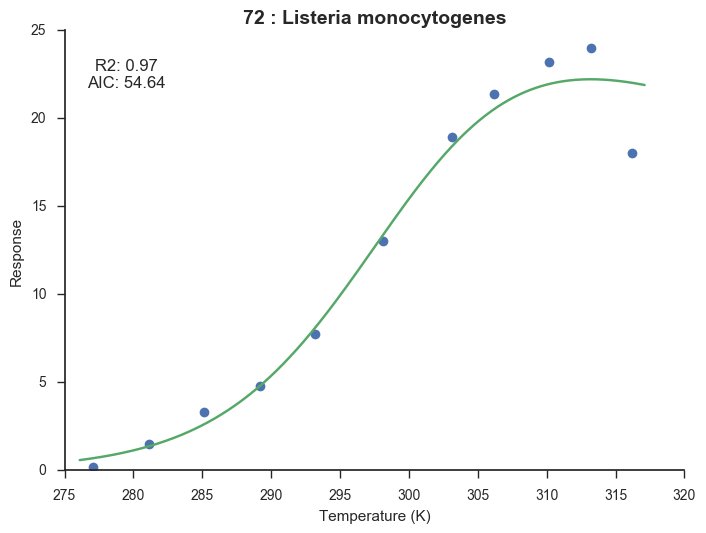 72 : Listeria monocytogenes
R2: 0.97
AIC: 54.64
25
20
15
10
5
0
Response
275 280 285 290 295 300 305 310 315 320
Temperature (K)